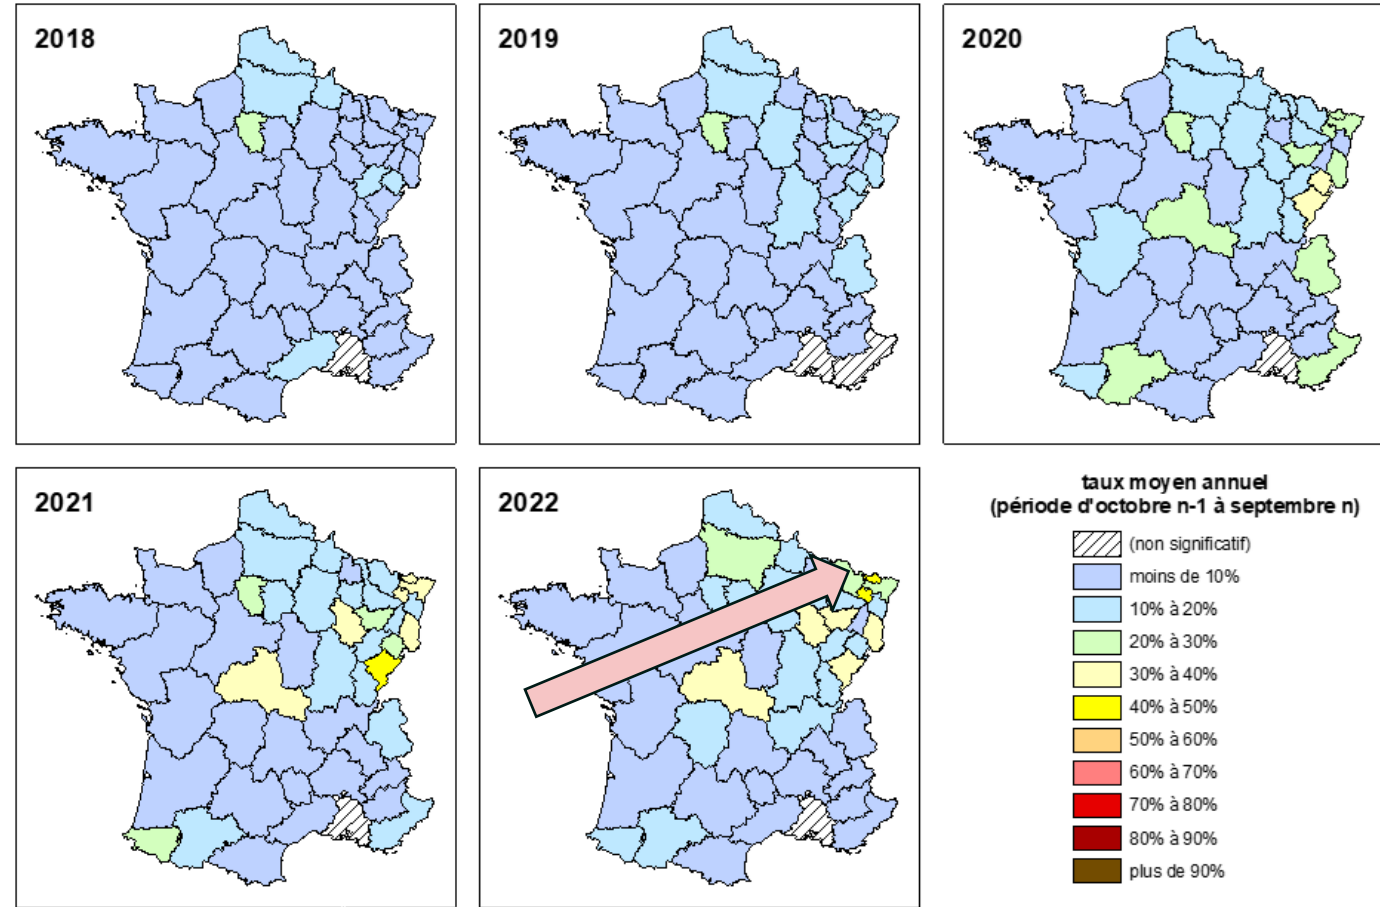 2018
2019
2020
2021
2022
taux moyen annuel
(période d'octobre n-1 à septembre n)
(non significatif)
moins de 10%
10% à 20%
20% à 30%
30% à 40%
40% à 50%
50% à 60%
60% à 70%
70% à 80%
80% à 90%
plus de 90%